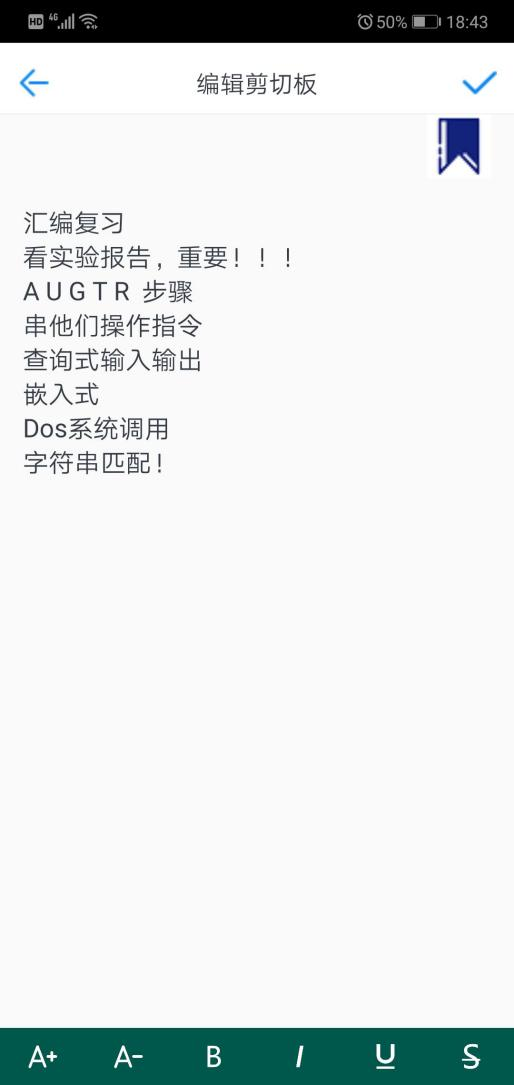 HD 4G 50% 18:43
编辑剪切板
汇编复习
看实验报告，重要！！！
A U G T R 步骤
串他们操作指令
查询式输入输出
嵌入式
Dos系统调用
字符串匹配！
A+ A- B I U S